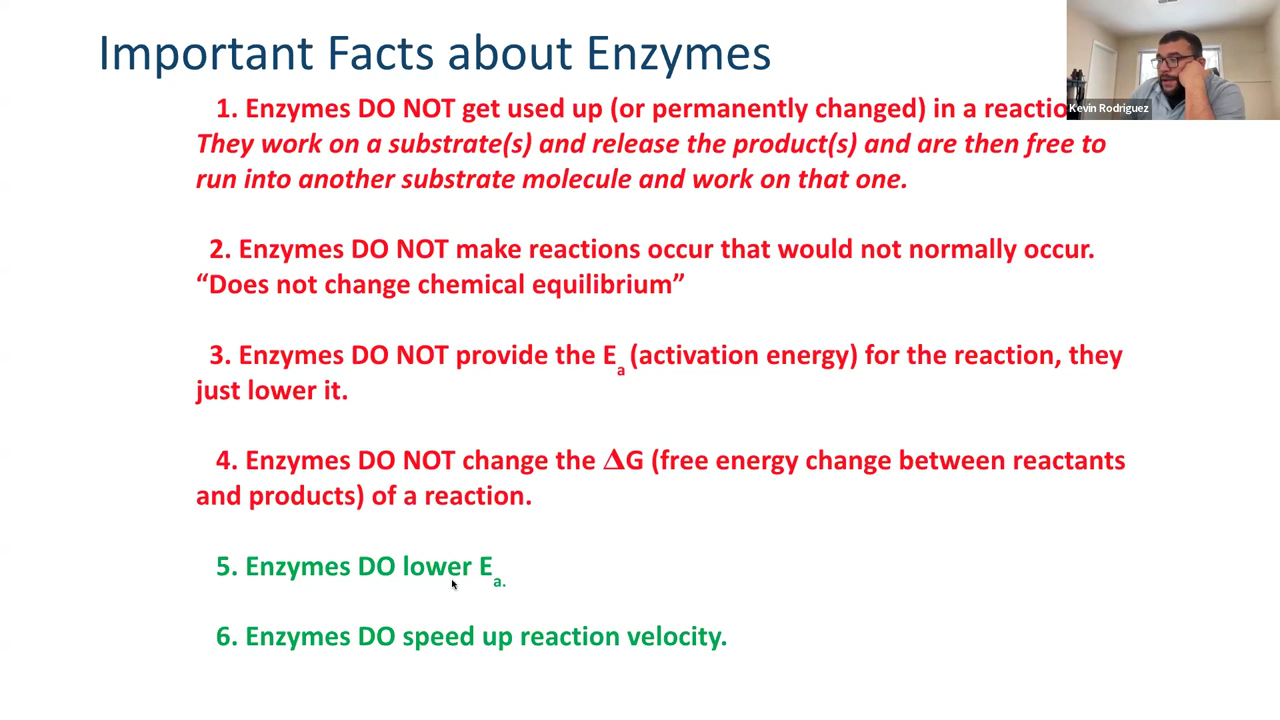 Important Facts about Enzymes
Kevin Rodriguez
1. Enzymes DO NOT get used up (or permanently changed) in a reactio
They work on a substrate(s) and release the product(s) and are then free to
run into another substrate molecule and work on that one.
2. Enzymes DO NOT make reactions occur that would not normally occur.
“Does not change chemical equilibrium”
3. Enzymes DO NOT provide the Ea (activation energy) for the reaction, they
just lower it.
4. Enzymes DO NOT change the ΔG (free energy change between reactants
and products) of a reaction.
5. Enzymes DO lower Ea.
6. Enzymes DO speed up reaction velocity.